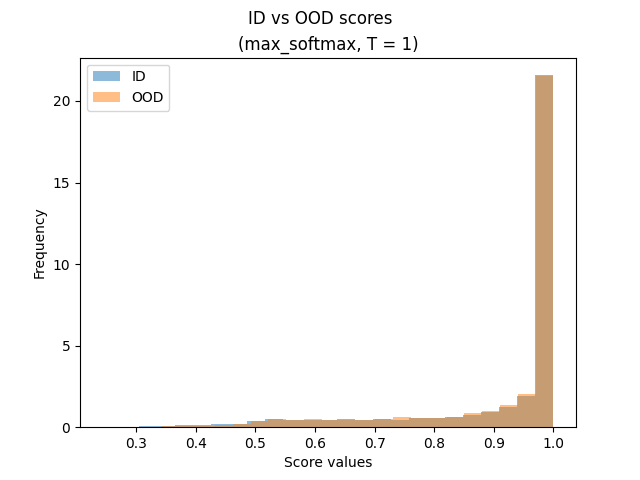 ID vs OOD scores
(max_softmax, T = 1)
ID
OOD
Frequency
20
15
10
5
0
0.3 0.4 0.5 0.6 0.7 0.8 0.9 1.0
Score values